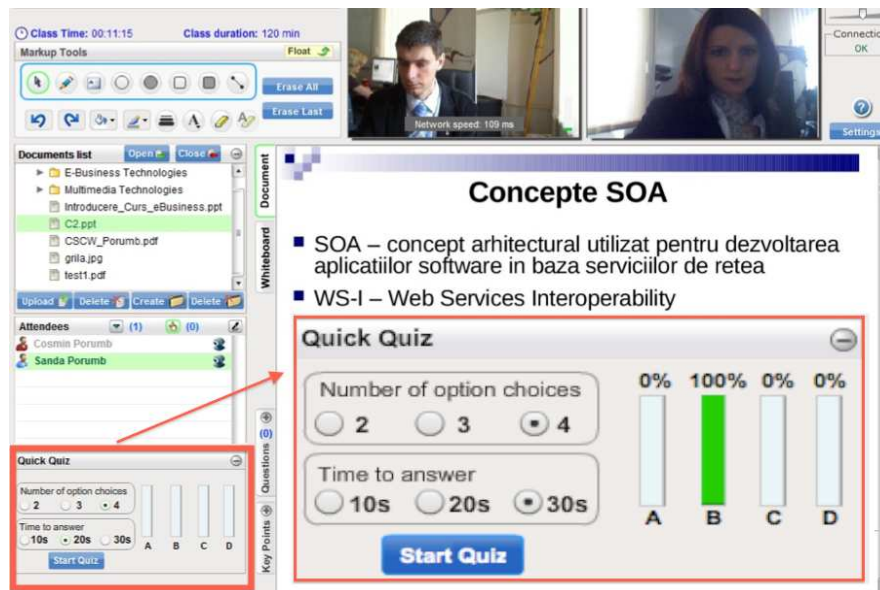 Class Time: 00:11:15 Class duration: 120 min
Markup Tools Float
Erase All
Erase Last
Network speed: 109 ms
Connection
OK
Settings
Documents list Open Close
E-Business Technologies
Multimedia Technologies
Introducere_Curs_eBusiness.ppt
C2.ppt
CSCW_Porumb.pdf
grila.jpg
test1.pdf
Upload Delete Create Delete
Attendees (1) (0)
Cosmin Porumb
Sanda Porumb
Quick Quiz
Number of option choices
2 3 4
Time to answer
10s 20s 30s
A B C D
Start Quiz
Document
Whiteboard
(0)
Questions
Key Points
Concepte SOA
SOA – concept arhitectural utilizat pentru dezvoltarea
aplicatiilor software in baza serviciilor de retea
WS-I – Web Services Interoperability
Quick Quiz
Number of option choices
2 3 4
Time to answer
10s 20s 30s
Start Quiz
0% 100% 0% 0%
A B C D